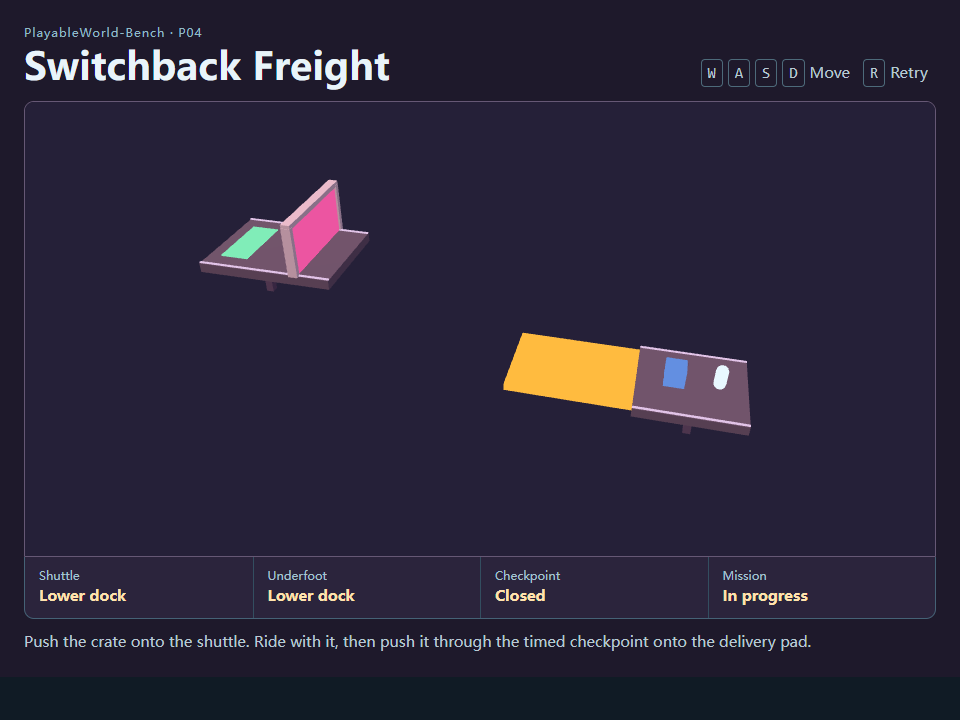 PlayableWorld-Bench · P04
Switchback Freight
W A S D Move R Retry
Shuttle
Lower dock
Underfoot
Lower dock
Checkpoint
Closed
Mission
In progress
Push the crate onto the shuttle. Ride with it, then push it through the timed checkpoint onto the delivery pad.